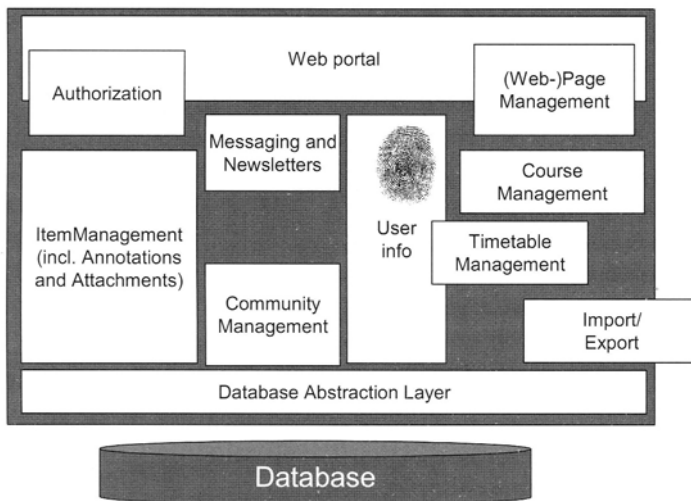 Web portal
Authorization
(Web-)Page
Management
Messaging and
Newsletters
Course
Management
ItemManagement
(incl. Annotations
and Attachments)
User
info
Timetable
Management
Community
Management
Import/
Export
Database Abstraction Layer
Database